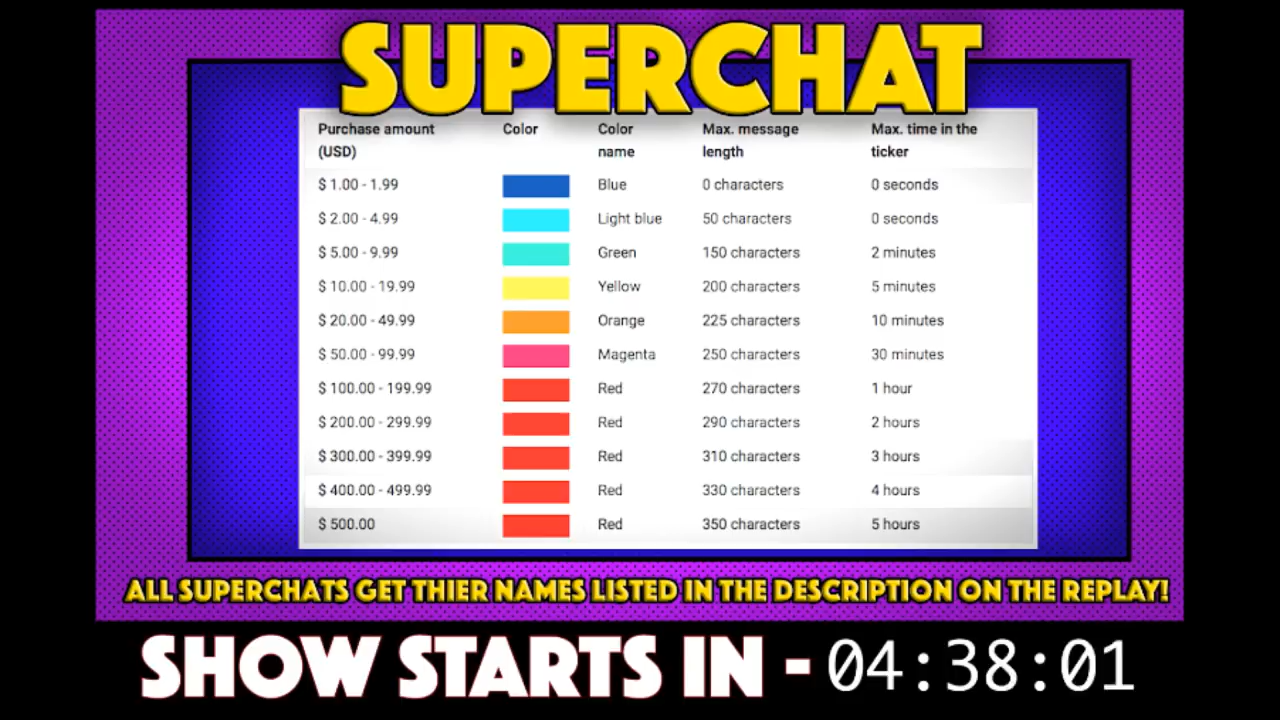 SUPERCHAT
Purchase amount (USD) Color Color name Max. message length Max. time in the ticker
$ 1.00 - 1.99 Blue 0 characters 0 seconds
$ 2.00 - 4.99 Light blue 50 characters 0 seconds
$ 5.00 - 9.99 Green 150 characters 2 minutes
$ 10.00 - 19.99 Yellow 200 characters 5 minutes
$ 20.00 - 49.99 Orange 225 characters 10 minutes
$ 50.00 - 99.99 Magenta 250 characters 30 minutes
$ 100.00 - 199.99 Red 270 characters 1 hour
$ 200.00 - 299.99 Red 290 characters 2 hours
$ 300.00 - 399.99 Red 310 characters 3 hours
$ 400.00 - 499.99 Red 330 characters 4 hours
$ 500.00 Red 350 characters 5 hours
ALL SUPERCHATS GET THIER NAMES LISTED IN THE DESCRIPTION ON THE REPLAY!
SHOW STARTS IN - 04:38:01